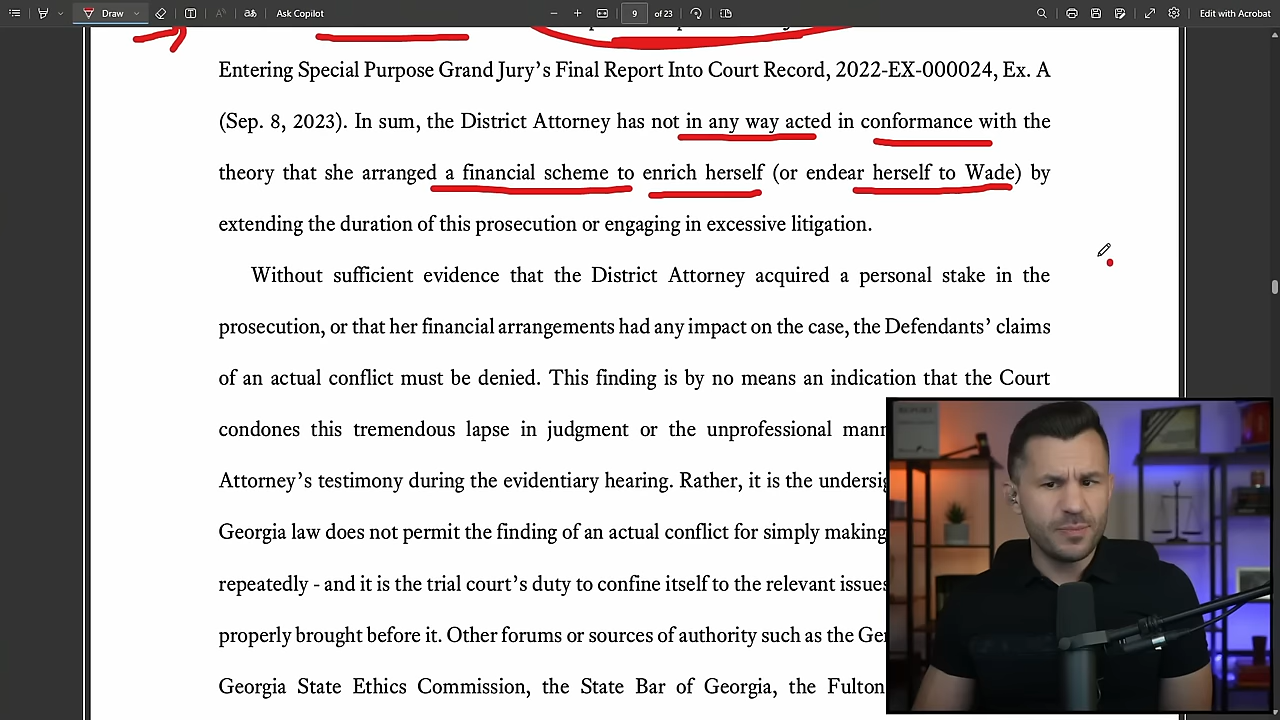 Draw
Ask Copilot
9 of 23
Edit with Acrobat
Entering Special Purpose Grand Jury’s Final Report Into Court Record, 2022-EX-000024, Ex. A
(Sep. 8, 2023). In sum, the District Attorney has not in any way acted in conformance with the
theory that she arranged a financial scheme to enrich herself (or endear herself to Wade) by
extending the duration of this prosecution or engaging in excessive litigation.
Without sufficient evidence that the District Attorney acquired a personal stake in the
prosecution, or that her financial arrangements had any impact on the case, the Defendants’ claims
of an actual conflict must be denied. This finding is by no means an indication that the Court
condones this tremendous lapse in judgment or the unprofessional
Attorney’s testimony during the evidentiary hearing. Rather, it is the
Georgia law does not permit the finding of an actual conflict for simply making
repeatedly - and it is the trial court’s duty to confine itself to the relevant issues
properly brought before it. Other forums or sources of authority such as the
Georgia State Ethics Commission, the State Bar of Georgia, the Fulton